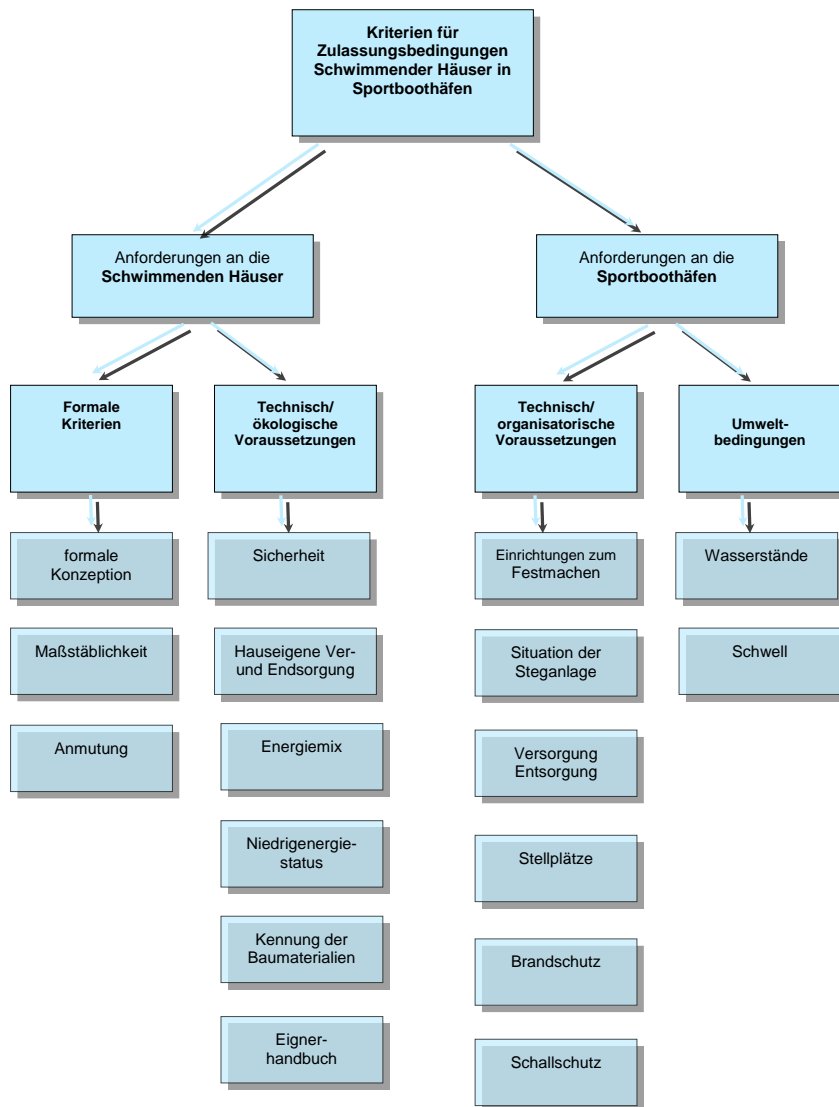 Kriterien für
Zulassungsbedingungen
Schwimmender Häuser in
Sportboothäfen
Anforderungen an die
Schwimmenden Häuser
Anforderungen an die
Sportboothäfen
Formale
Kriterien
Technisch/
ökologische
Voraussetzungen
Technisch/
organisatorische
Voraussetzungen
Umwelt-
bedingungen
formale
Konzeption
Sicherheit
Einrichtungen zum
Festmachen
Wasserstände
Maßstäblichkeit
Hauseigene Ver-
und Endsorgung
Situation der
Steganlage
Schwell
Anmutung
Energiemix
Versorgung
Entsorgung
Niedrigenergie-
status
Stellplätze
Kennung der
Baumaterialien
Brandschutz
Eigner-
handbuch
Schallschutz